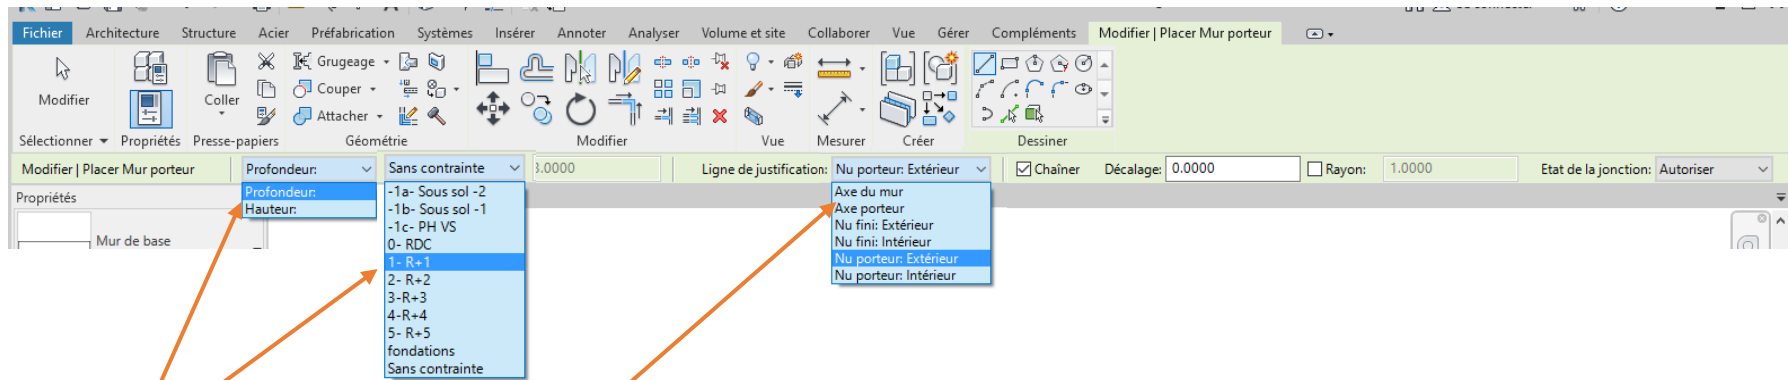 Fichier Architecture Structure Acier Préfabrication Systèmes Insérer Annoter Analyser Volume et site Collaborer Vue Gérer Compléments Modifier | Placer Mur porteur
Modifier
Coller
Grugeage
Couper
Attacher
Sélectionner Propriétés Presse-papiers Géométrie Modifier Vue Mesurer Créer Dessiner
Modifier | Placer Mur porteur Profondeur: Sans contrainte 3.0000 Ligne de justification: Nu porteur: Extérieur Chaîner Décalage: 0.0000 Rayon: 1.0000 Etat de la jonction: Autoriser
Propriétés
Mur de base
Profondeur:
Hauteur:
-1a- Sous sol -2
-1b- Sous sol -1
-1c- PH VS
0- RDC
1- R+1
2- R+2
3-R+3
4-R+4
5- R+5
fondations
Sans contrainte
Axe du mur
Axe porteur
Nu fini: Extérieur
Nu fini: Intérieur
Nu porteur: Extérieur
Nu porteur: Intérieur